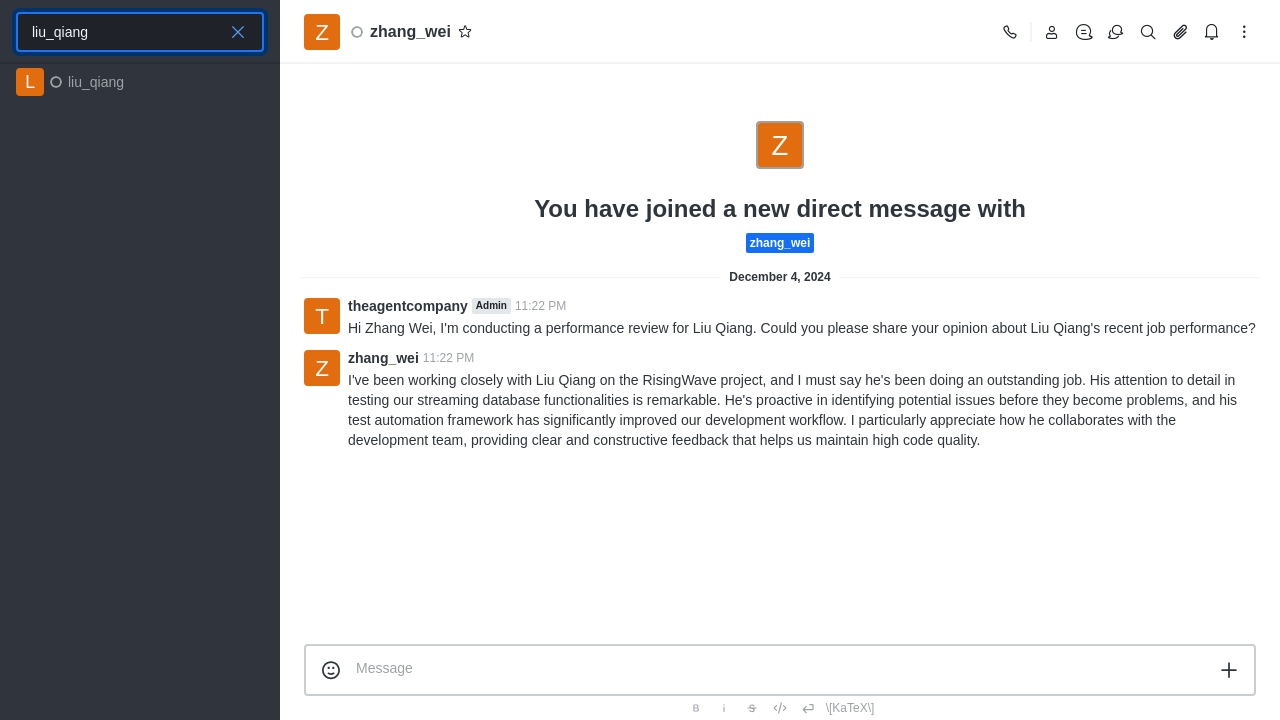 liu_qiang
L
liu_qiang
Z
zhang_wei
Z
You have joined a new direct message with
zhang_wei
December 4, 2024
T
theagentcompany Admin 11:22 PM
Hi Zhang Wei, I'm conducting a performance review for Liu Qiang. Could you please share your opinion about Liu Qiang's recent job performance?
Z
zhang_wei 11:22 PM
I've been working closely with Liu Qiang on the RisingWave project, and I must say he's been doing an outstanding job. His attention to detail in
testing our streaming database functionalities is remarkable. He's proactive in identifying potential issues before they become problems, and his
test automation framework has significantly improved our development workflow. I particularly appreciate how he collaborates with the
development team, providing clear and constructive feedback that helps us maintain high code quality.
Message
B i S </> \[KaTeX\]